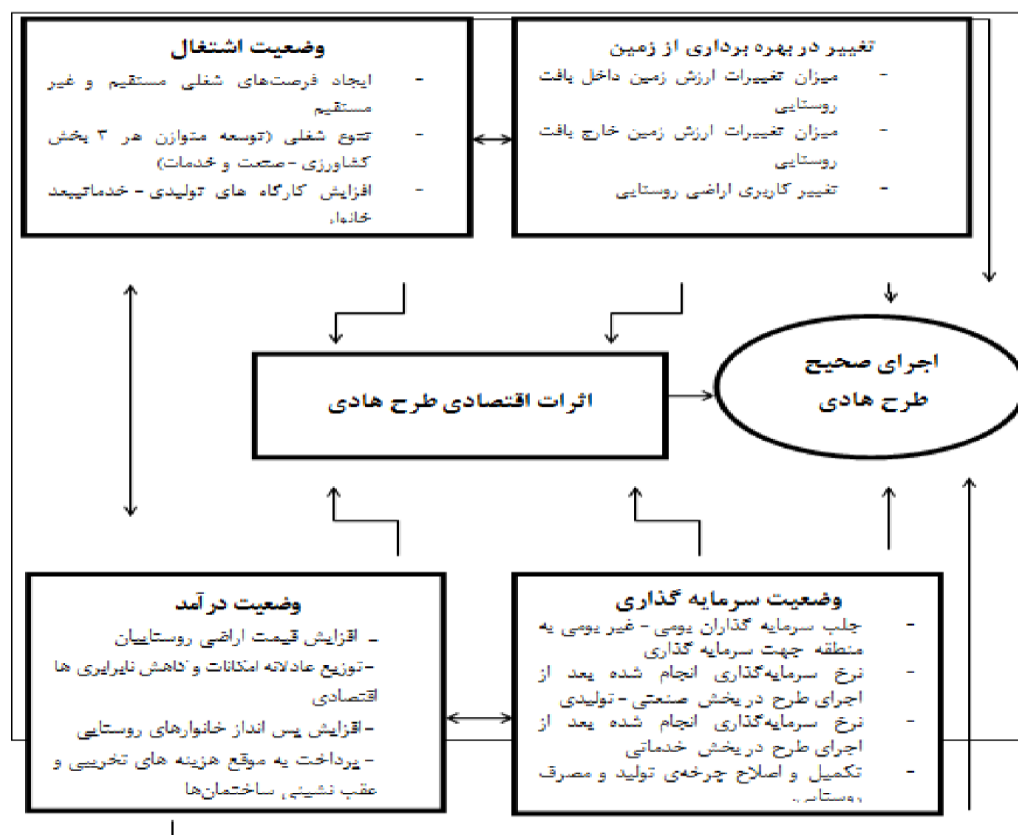 تغییر در بهره برداری از زمین
- میزان تغییرات ارزش زمین داخل بافت
روستایی
- میزان تغییرات ارزش زمین خارج بافت
روستایی
- تغییر کاربری اراضی روستایی
وضعیت اشتغال
- ایجاد فرصت‌های شغلی مستقیم و غیر
مستقیم
- تنوع شغلی (توسعه متوازن هر ۳ بخش
کشاورزی - صنعت و خدمات)
- افزایش کارگاه های تولیدی - خدماتیبعد
خانوار
اجرای صحیح
طرح هادی
اثرات اقتصادی طرح هادی
وضعیت سرمایه گذاری
- جلب سرمایه گذاران بومی - غیر بومی به
منطقه جهت سرمایه گذاری
- نرخ سرمایه‌گذاری انجام شده بعد از
اجرای طرح در بخش صنعتی - تولیدی
- نرخ سرمایه‌گذاری انجام شده بعد از
اجرای طرح در بخش خدماتی
- تکمیل و اصلاح چرخه‌ی تولید و مصرف
روستایی.
وضعیت درآمد
- افزایش قیمت اراضی روستاییان
- توزیع عادلانه امکانات و کاهش نابرابری ها
اقتصادی
- افزایش پس انداز خانوارهای روستایی
- پرداخت به موقع هزینه های تخریبی و
عقب نشینی ساختمان‌ها